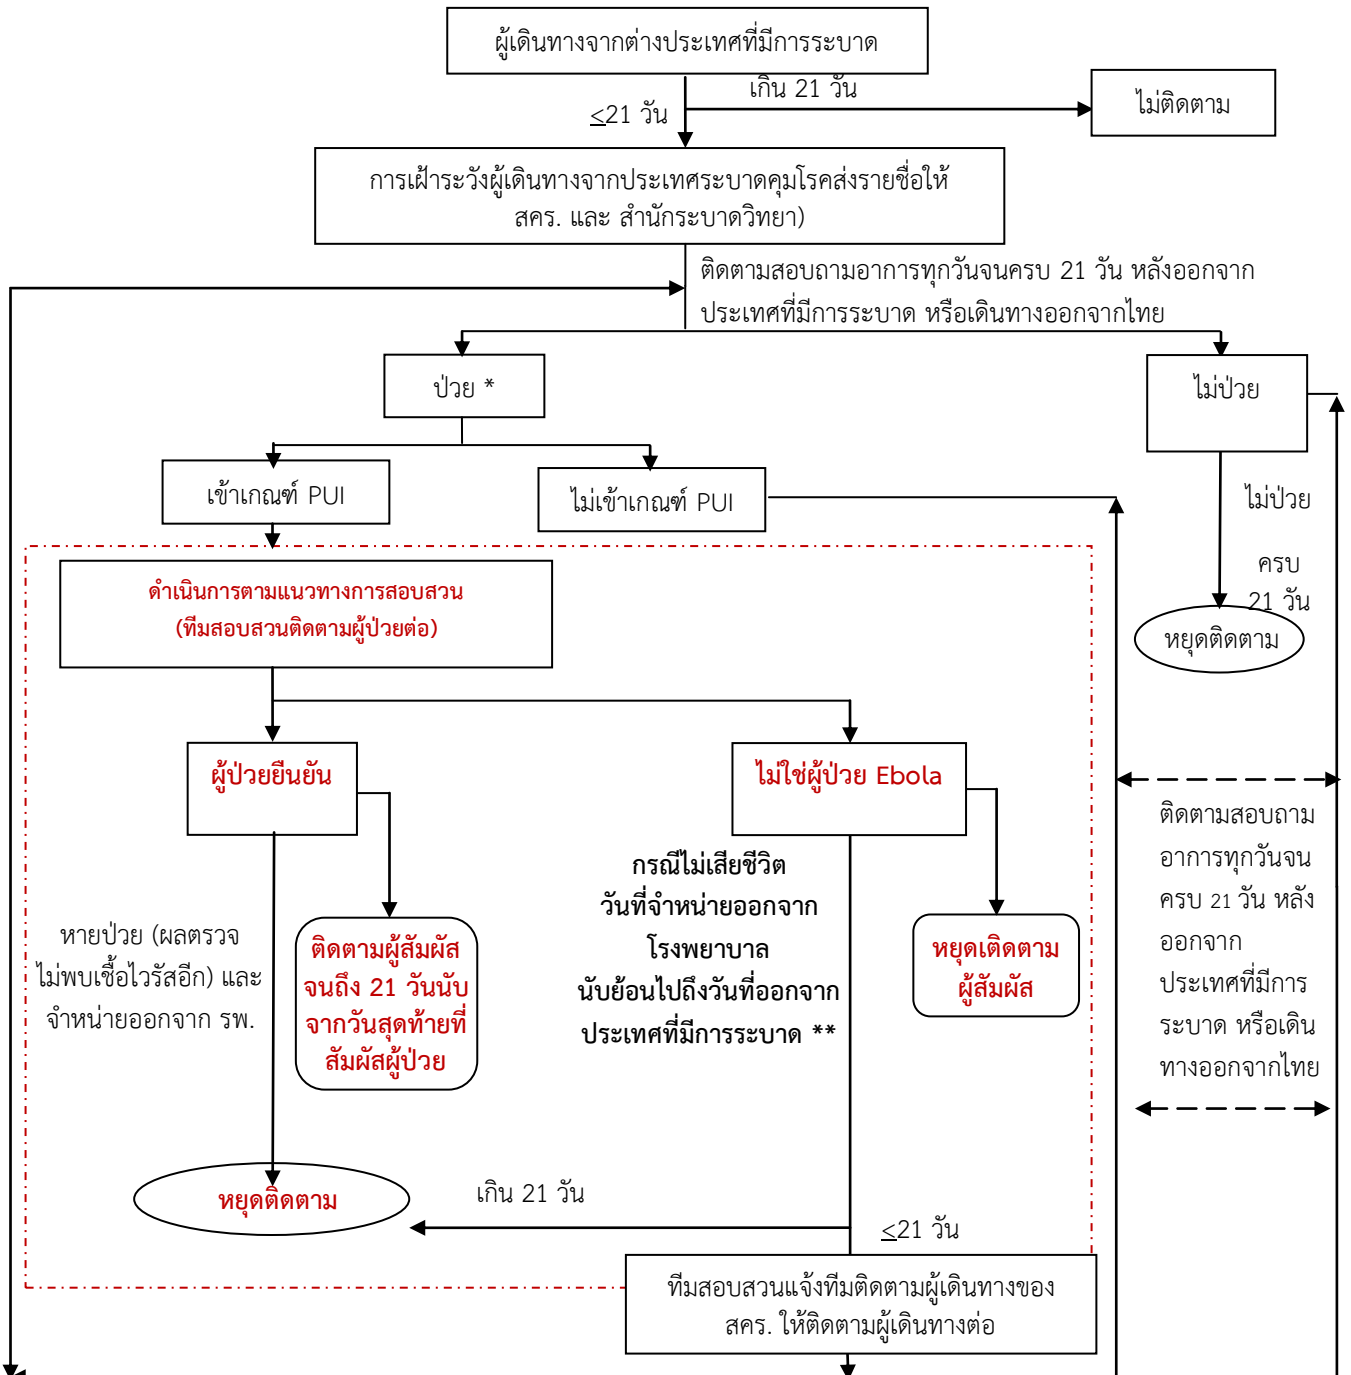 ผู้เดินทางจากต่างประเทศที่มีการระบาด
เกิน 21 วัน
ไม่ติดตาม
≤21 วัน
การเฝ้าระวังผู้เดินทางจากประเทศระบาดคุมโรคส่งรายชื่อให้
สคร. และ สำนักระบาดวิทยา)
ติดตามสอบถามอาการทุกวันจนครบ 21 วัน หลังออกจาก
ประเทศที่มีการระบาด หรือเดินทางออกจากไทย
ป่วย *
ไม่ป่วย
เข้าเกณฑ์ PUI
ไม่เข้าเกณฑ์ PUI
ไม่ป่วย
ครบ
21 วัน
หยุดติดตาม
ดำเนินการตามแนวทางการสอบสวน
(ทีมสอบสวนติดตามผู้ป่วยต่อ)
ผู้ป่วยยืนยัน
ไม่ใช่ผู้ป่วย Ebola
ติดตามสอบถาม
อาการทุกวันจน
ครบ 21 วัน หลัง
ออกจาก
ประเทศที่มีการ
ระบาด หรือเดิน
ทางออกจากไทย
กรณีไม่เสียชีวิต
วันที่จำหน่ายออกจาก
โรงพยาบาล
นับย้อนไปถึงวันที่ออกจาก
ประเทศที่มีการระบาด **
หายป่วย (ผลตรวจ
ไม่พบเชื้อไวรัสอีก) และ
จำหน่ายออกจาก รพ.
ติดตามผู้สัมผัส
จนถึง 21 วันนับ
จากวันสุดท้ายที่
สัมผัสผู้ป่วย
หยุดเติดตาม
ผู้สัมผัส
หยุดติดตาม
เกิน 21 วัน
≤21 วัน
ทีมสอบสวนแจ้งทีมติดตามผู้เดินทางของ
สคร. ให้ติดตามผู้เดินทางต่อ